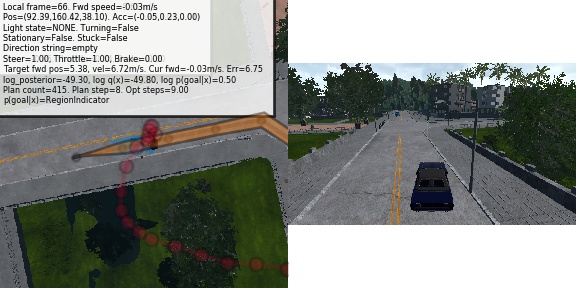 Local frame=66. Fwd speed=-0.03m/s
Pos=(92.39,160.42,38.10). Acc=(-0.05,0.23,0.00)
Light state=NONE. Turning=False
Stationary=False. Stuck=False
Direction string=empty
Steer=1.00, Throttle=1.00, Brake=0.00
Target fwd pos=5.38, vel=6.72m/s. Cur fwd=-0.03m/s. Err=6.75
log_posterior=-49.30, log q(x)=-49.80, log p(goal|x)=0.50
Plan count=415. Plan step=8. Opt steps=9.00
p(goal|x)=RegionIndicator